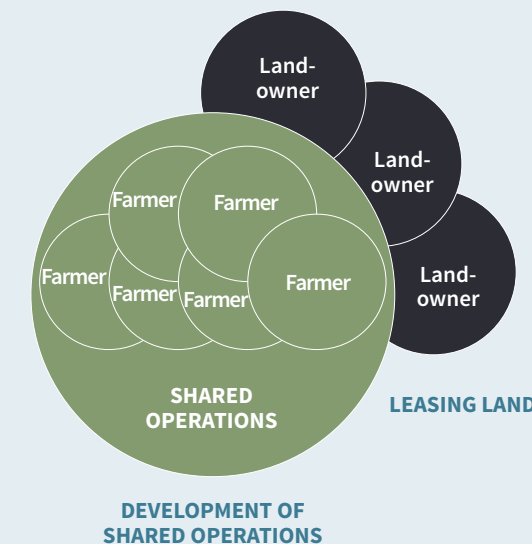 Land-
owner
Land-
owner
Farmer
Farmer
Land-
owner
Farmer
Farmer
Farmer
Farmer
SHARED
OPERATIONS
LEASING LAND
DEVELOPMENT OF
SHARED OPERATIONS